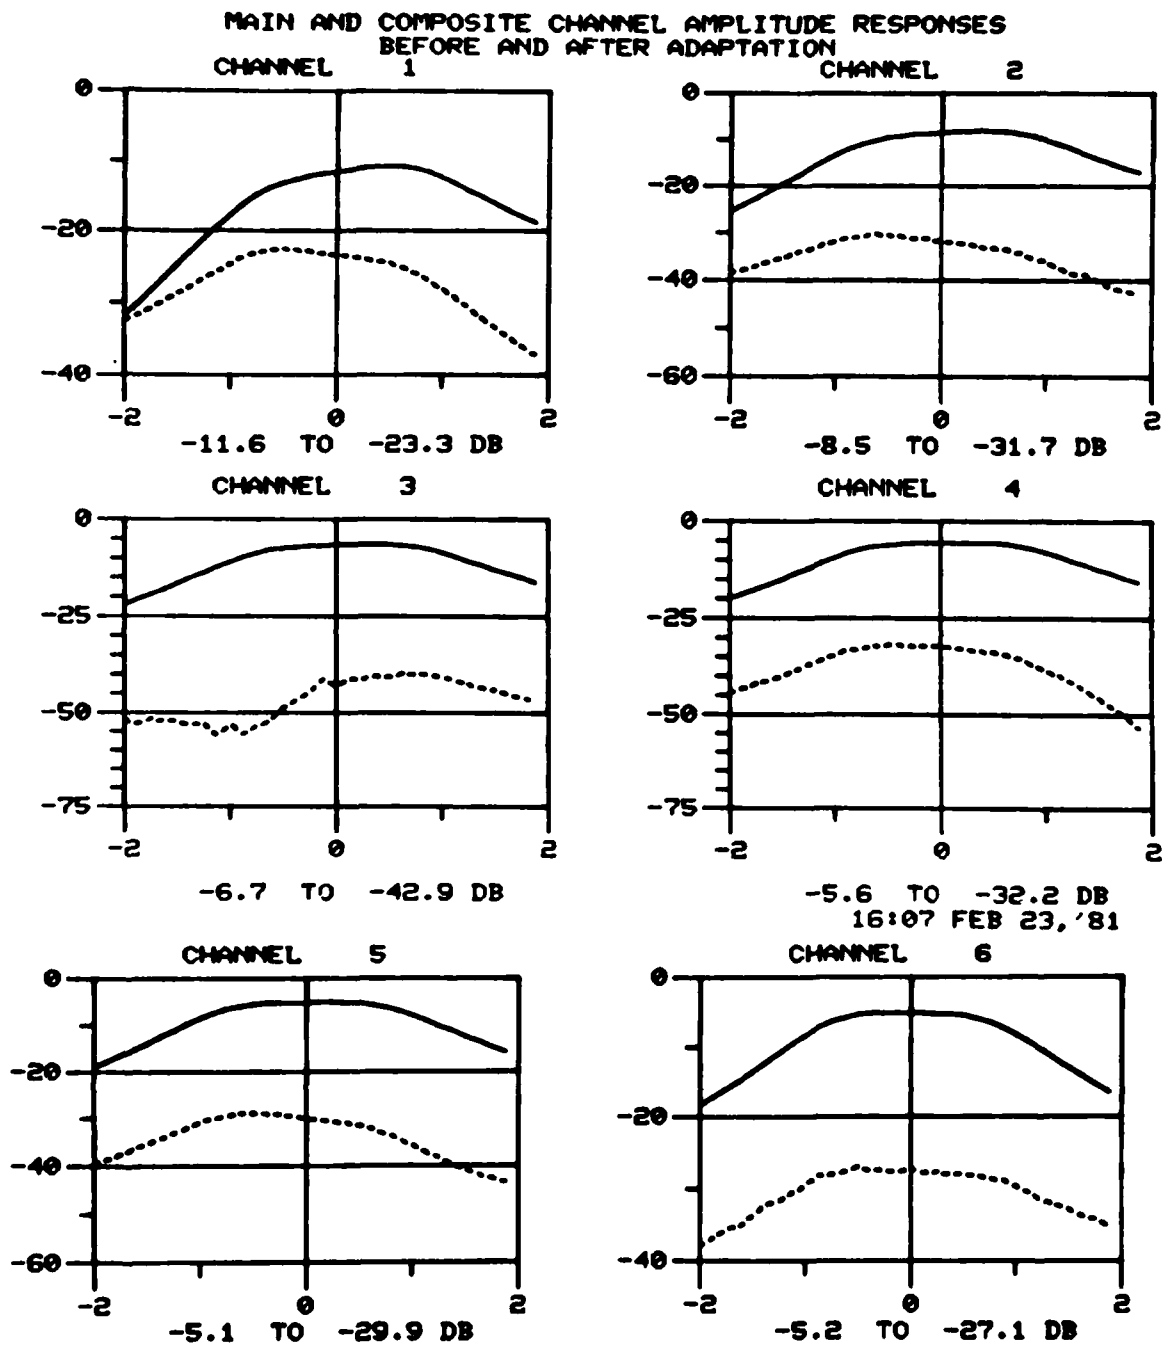 MAIN AND COMPOSITE CHANNEL AMPLITUDE RESPONSES
BEFORE AND AFTER ADAPTATION
CHANNEL 1
0
-20
-40
-2 0 2
-11.6 TO -23.3 DB
CHANNEL 2
0
-20
-40
-60
-2 0 2
-8.5 TO -31.7 DB
CHANNEL 3
0
-25
-50
-75
-2 0 2
-6.7 TO -42.9 DB
CHANNEL 4
0
-25
-50
-75
-2 0 2
-5.6 TO -32.2 DB
16:07 FEB 23,'81
CHANNEL 5
0
-20
-40
-60
-2 0 2
-5.1 TO -29.9 DB
CHANNEL 6
0
-20
-40
-2 0 2
-5.2 TO -27.1 DB